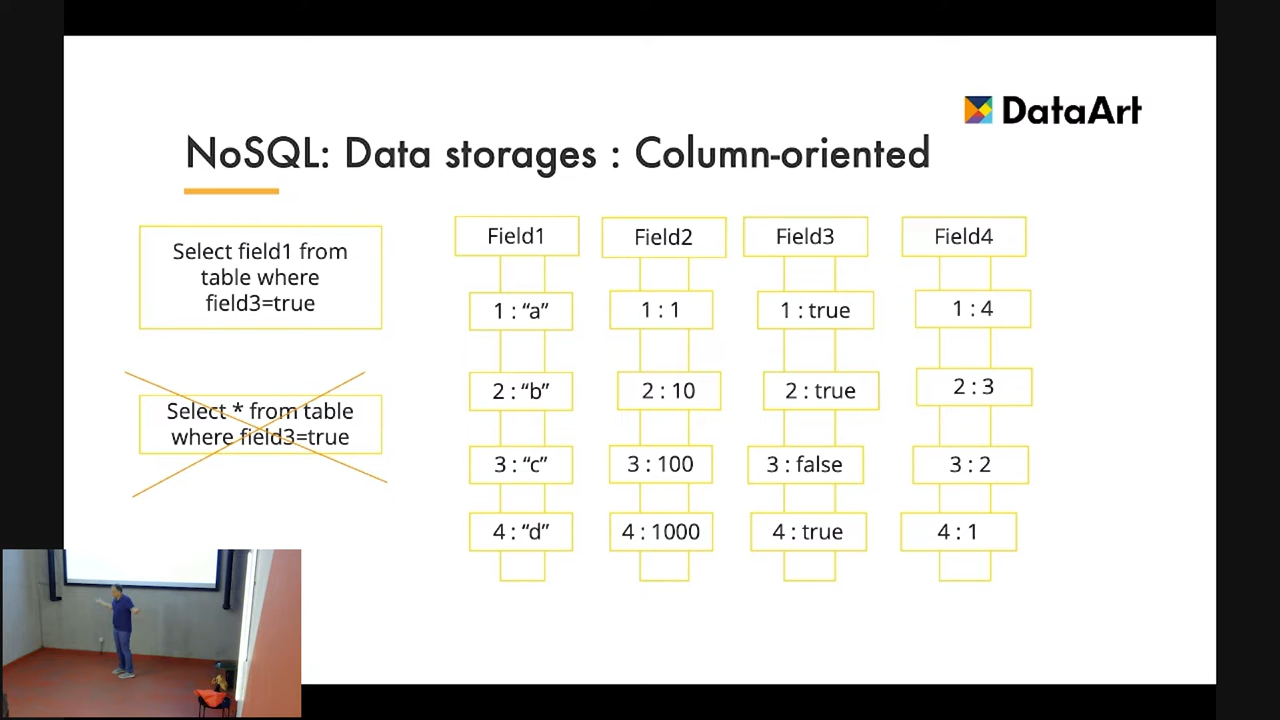 DataArt
NoSQL: Data storages : Column-oriented
Select field1 from
table where
field3=true
Select * from table
where field3=true
Field1
Field2
Field3
Field4
1 : “a”
1 : 1
1 : true
1 : 4
2 : “b”
2 : 10
2 : true
2 : 3
3 : “c”
3 : 100
3 : false
3 : 2
4 : “d”
4 : 1000
4 : true
4 : 1